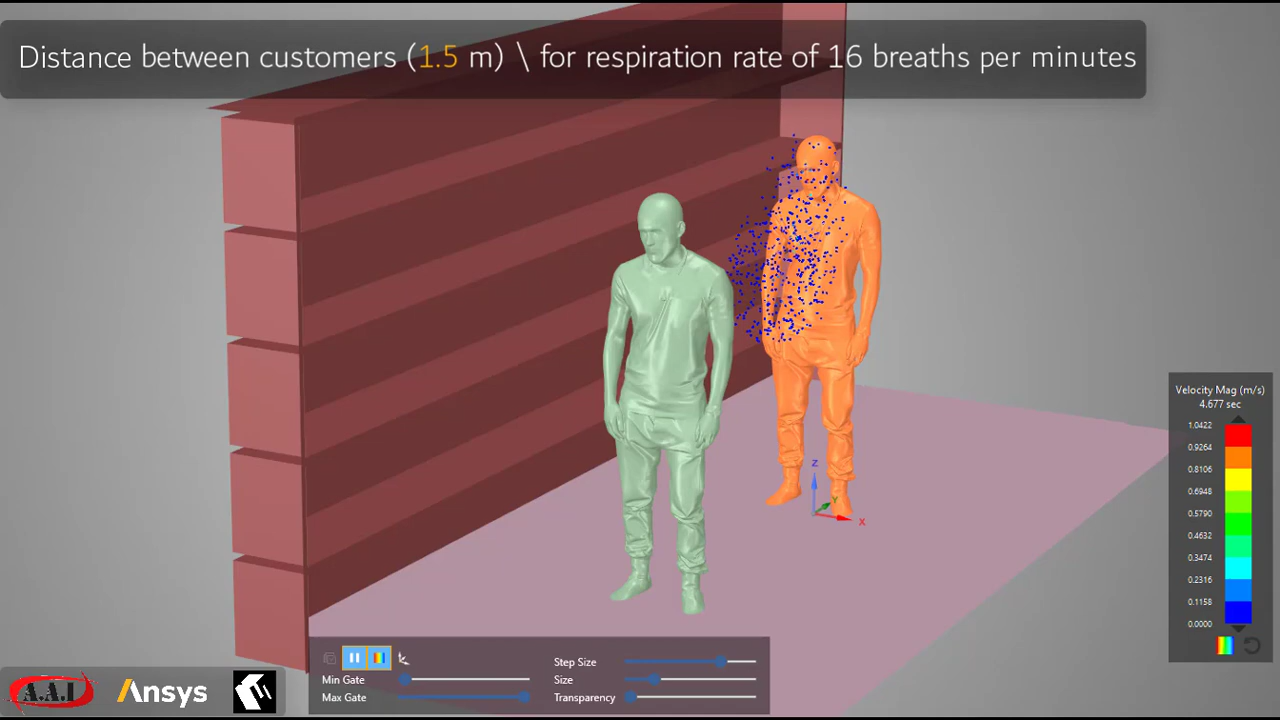 Distance between customers (1.5 m) \ for respiration rate of 16 breaths per minutes
Velocity Mag (m/s)
4.677 sec
1.0422
0.9264
0.8106
0.6948
0.5790
0.4632
0.3474
0.2316
0.1158
0.0000
Z
Y
X
Min Gate
Max Gate
Step Size
Size
Transparency
A.A.I
Ansys